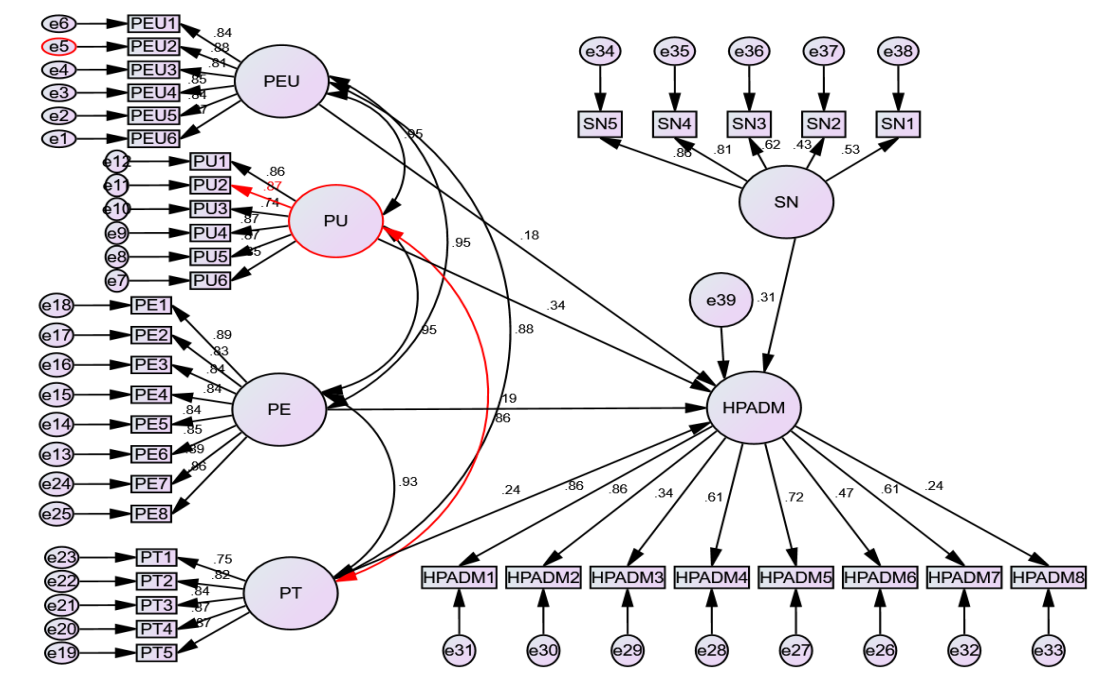 e6 PEU1
e5 PEU2
e4 PEU3
e3 PEU4
e2 PEU5
e1 PEU6
.84
.88
.81
.85
.84
PEU
e12 PU1
e11 PU2
e10 PU3
e9 PU4
e8 PU5
e7 PU6
.86
.87
.74
.87
.87
PU
e18 PE1
e17 PE2
e16 PE3
e15 PE4
e14 PE5
e13 PE6
e24 PE7
e25 PE8
.89
.83
.84
.84
.84
.85
.89
.86
PE
e23 PT1
e22 PT2
e21 PT3
e20 PT4
e19 PT5
.75
.82
.84
.87
.87
PT
.95
.95
.88
.95
.86
.93
.18
.34
.19
.24
.31
e34 e35 e36 e37 e38
SN5 SN4 SN3 SN2 SN1
.86 .81 .62 .43 .53
SN
e39
HPADM
.86 .86 .34 .61 .72 .47 .61 .24
HPADM1 HPADM2 HPADM3 HPADM4 HPADM5 HPADM6 HPADM7 HPADM8
e31 e30 e29 e28 e27 e26 e32 e33